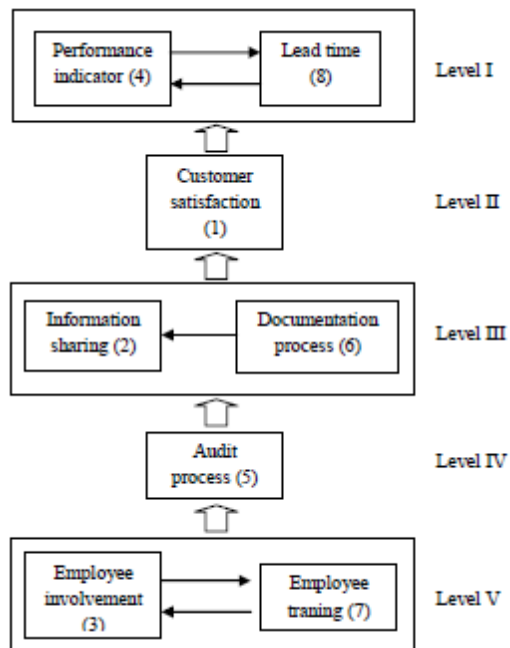 Performance
indicator (4)
Lead time
(8)
Level I
Customer
satisfaction
(1)
Level II
Information
sharing (2)
Documentation
process (6)
Level III
Audit
process (5)
Level IV
Employee
involvement
(3)
Employee
traning (7)
Level V